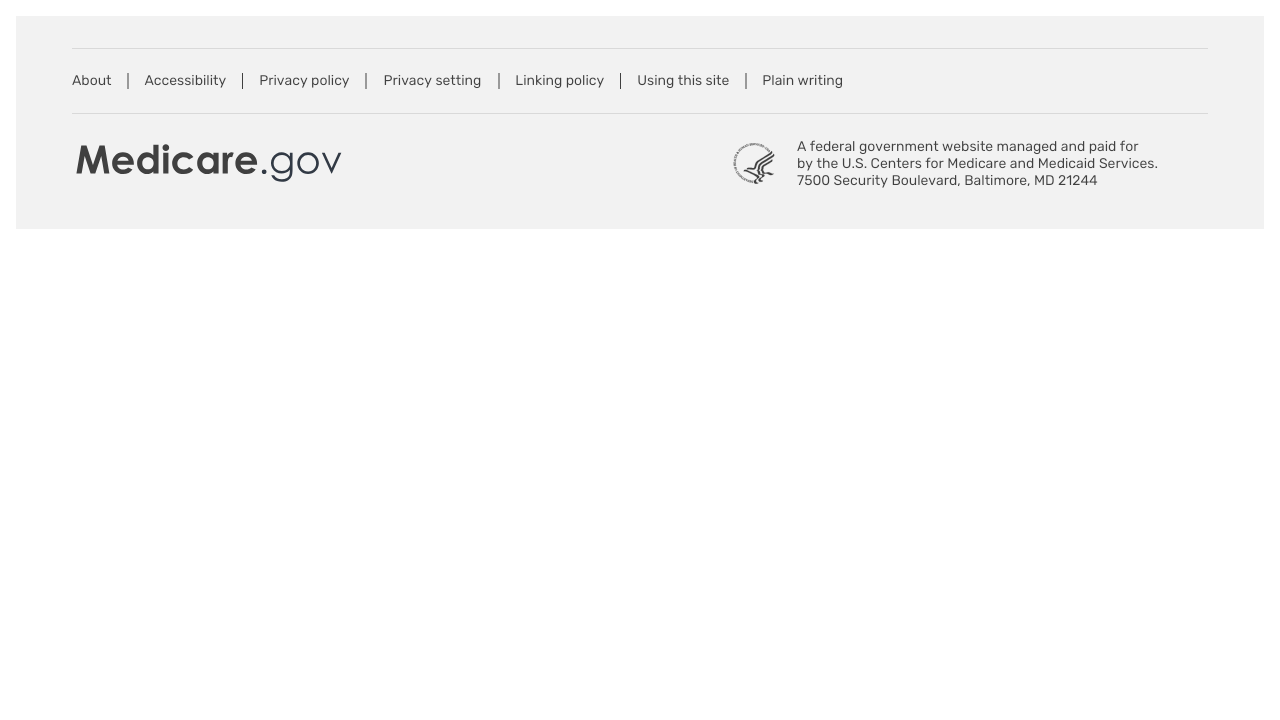 About | Accessibility | Privacy policy | Privacy setting | Linking policy | Using this site | Plain writing
Medicare.gov
A federal government website managed and paid for
by the U.S. Centers for Medicare and Medicaid Services.
7500 Security Boulevard, Baltimore, MD 21244